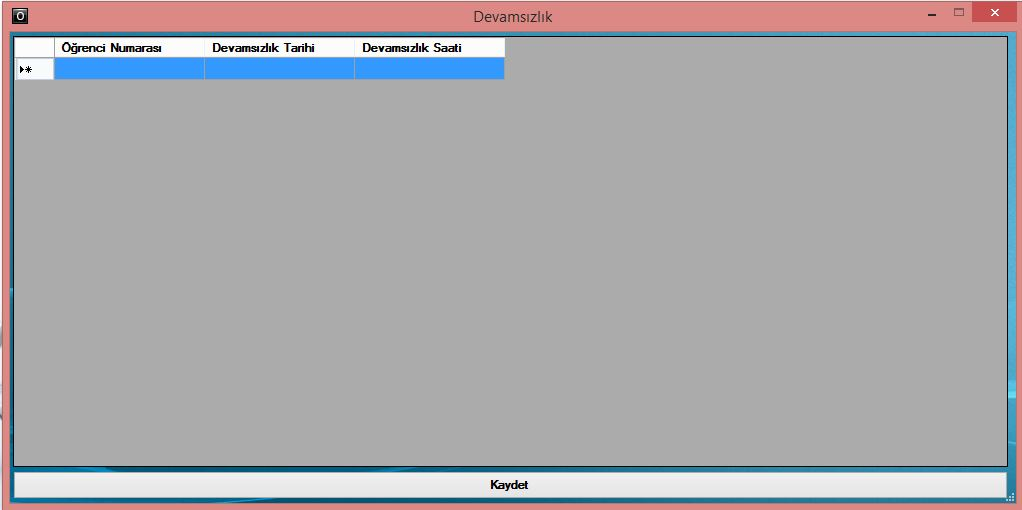 Devamsızlık
Öğrenci Numarası Devamsızlık Tarihi Devamsızlık Saati
Kaydet